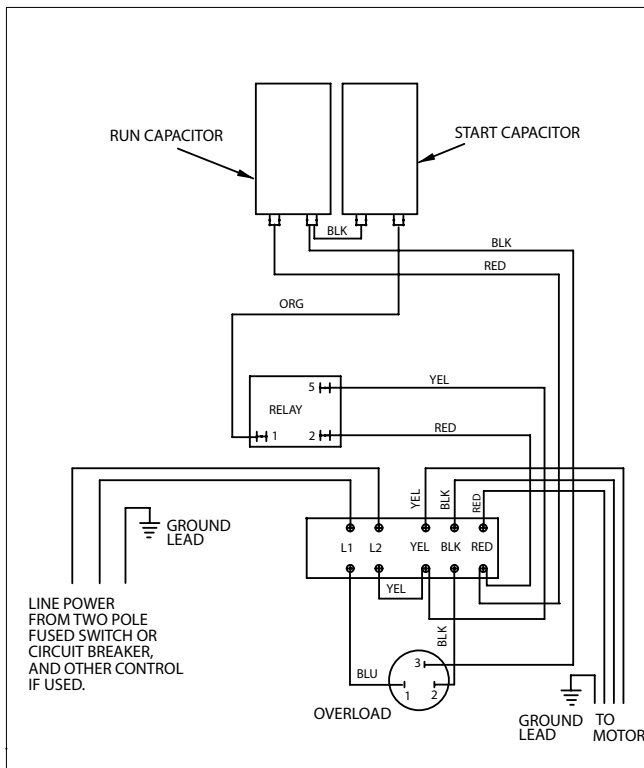 RUN CAPACITOR
START CAPACITOR
BLK
BLK
RED
ORG
YEL
5
RELAY
RED
1
2
YEL
BLK
RED
GROUND
LEAD
L1
L2
YEL
BLK
RED
YEL
LINE POWER
FROM TWO POLE
FUSED SWITCH OR
CIRCUIT BREAKER,
AND OTHER CONTROL
IF USED.
BLK
3
BLU
1
2
OVERLOAD
GROUND
LEAD
TO
MOTOR